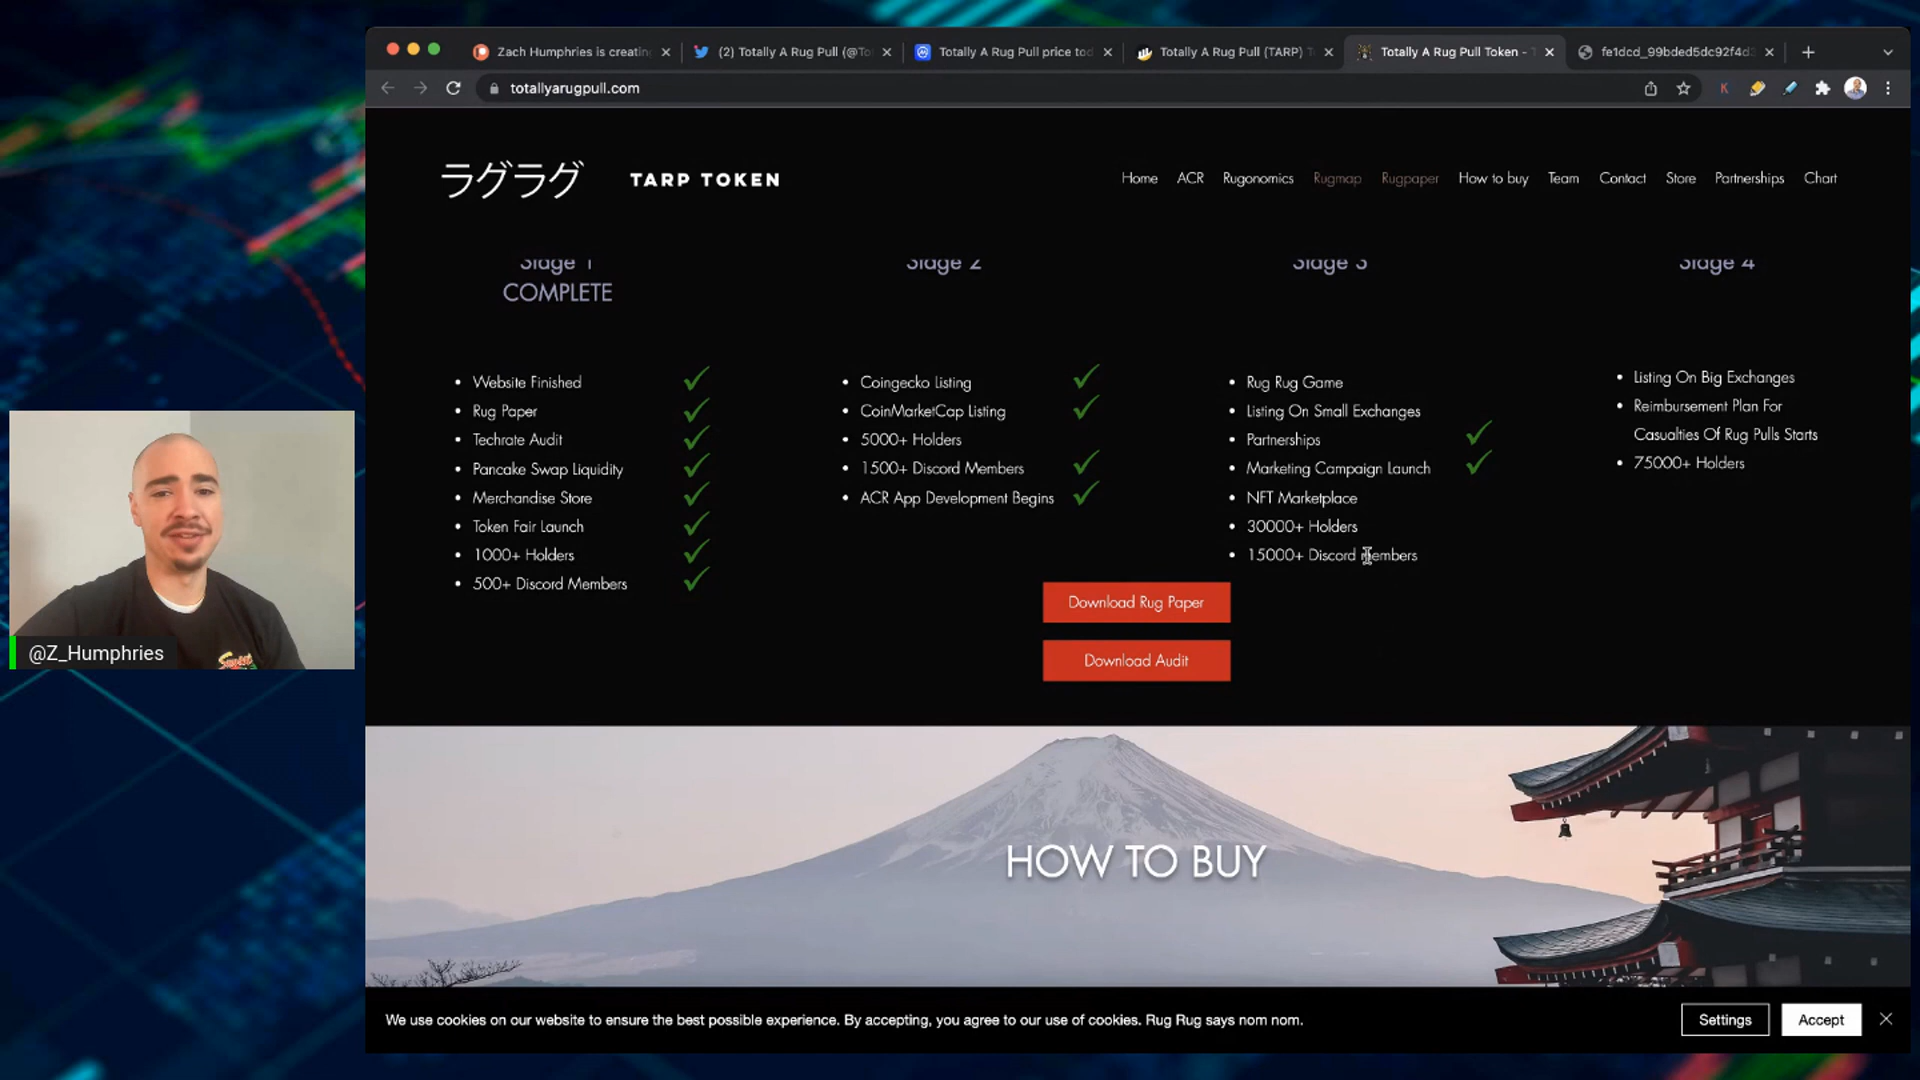 Zach Humphries is creatin
(2) Totally A Rug Pull (@To
Totally A Rug Pull price tod
Totally A Rug Pull (TARP) T
Totally A Rug Pull Token - T
fe1dcd_99bded5dc92f4d3
totallyarugpull.com
K
ラグラグ
TARP TOKEN
Home
ACR
Rugonomics
Rugmap
Rugpaper
How to buy
Team
Contact
Store
Partnerships
Chart
Stage 1
COMPLETE
Website Finished
Rug Paper
Techrate Audit
Pancake Swap Liquidity
Merchandise Store
Token Fair Launch
1000+ Holders
500+ Discord Members
Stage 2
Coingecko Listing
CoinMarketCap Listing
5000+ Holders
1500+ Discord Members
ACR App Development Begins
Stage 3
Rug Rug Game
Listing On Small Exchanges
Partnerships
Marketing Campaign Launch
NFT Marketplace
30000+ Holders
15000+ Discord Members
Stage 4
Listing On Big Exchanges
Reimbursement Plan For
Casualties Of Rug Pulls Starts
75000+ Holders
Download Rug Paper
Download Audit
@Z_Humphries
HOW TO BUY
We use cookies on our website to ensure the best possible experience. By accepting, you agree to our use of cookies. Rug Rug says nom nom.
Settings
Accept